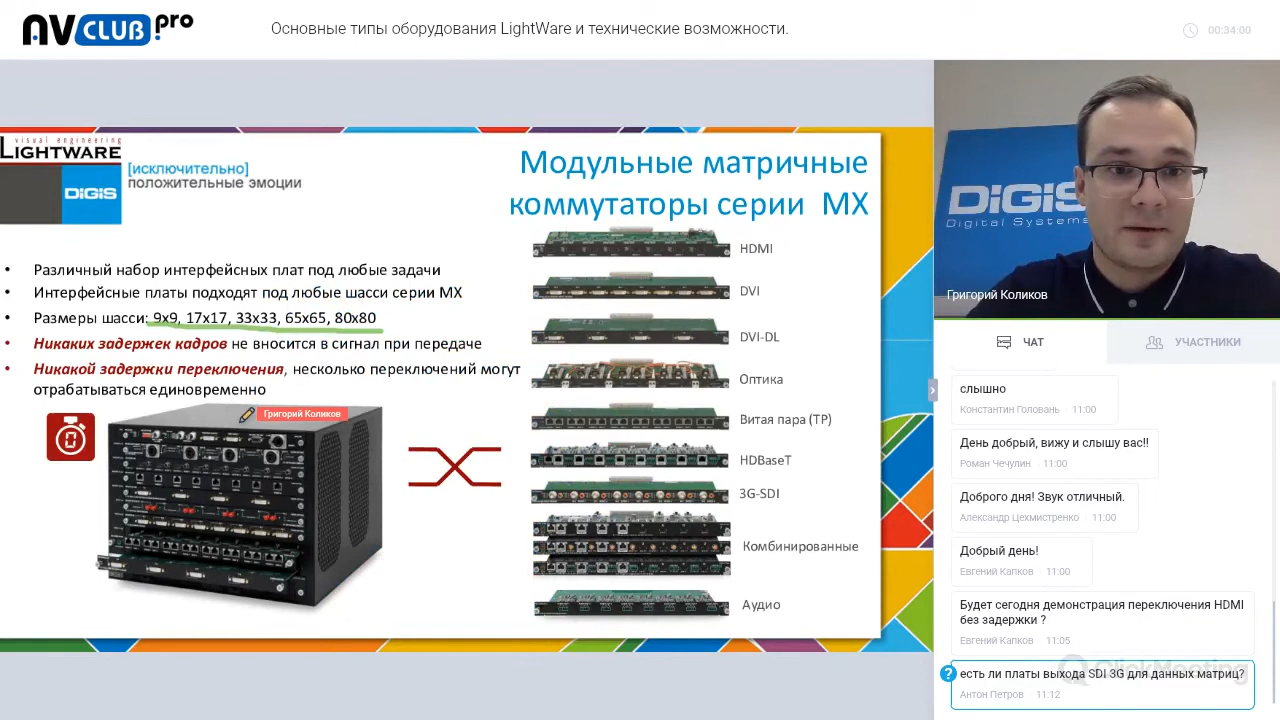 AVCLUB.pro
Основные типы оборудования LightWare и технические возможности.
00:34:00
visual engineering
LIGHTWARE
DiGiS
[исключительно]
положительные эмоции
Модульные матричные
коммутаторы серии MX
• Различный набор интерфейсных плат под любые задачи
• Интерфейсные платы подходят под любые шасси серии MX
• Размеры шасси: 9x9, 17x17, 33x33, 65x65, 80x80
• Никаких задержек кадров не вносится в сигнал при передаче
• Никакой задержки переключения, несколько переключений могут
отрабатываться единовременно
0
Григорий Коликов
HDMI
DVI
DVI-DL
Оптика
Витая пара (TP)
HDBaseT
3G-SDI
Комбинированные
Аудио
DiGiS
Digital Systems
Григорий Коликов
ЧАТ
УЧАСТНИКИ
слышно
Константин Головань · 11:00
День добрый, вижу и слышу вас!!
Роман Чечулин · 11:00
Доброго дня! Звук отличный.
Александр Цехмистренко · 11:00
Добрый день!
Евгений Капков · 11:00
Будет сегодня демонстрация переключения HDMI
без задержки ?
Евгений Капков · 11:05
ClickMeeting
? есть ли платы выхода SDI 3G для данных матриц?
Антон Петров · 11:12